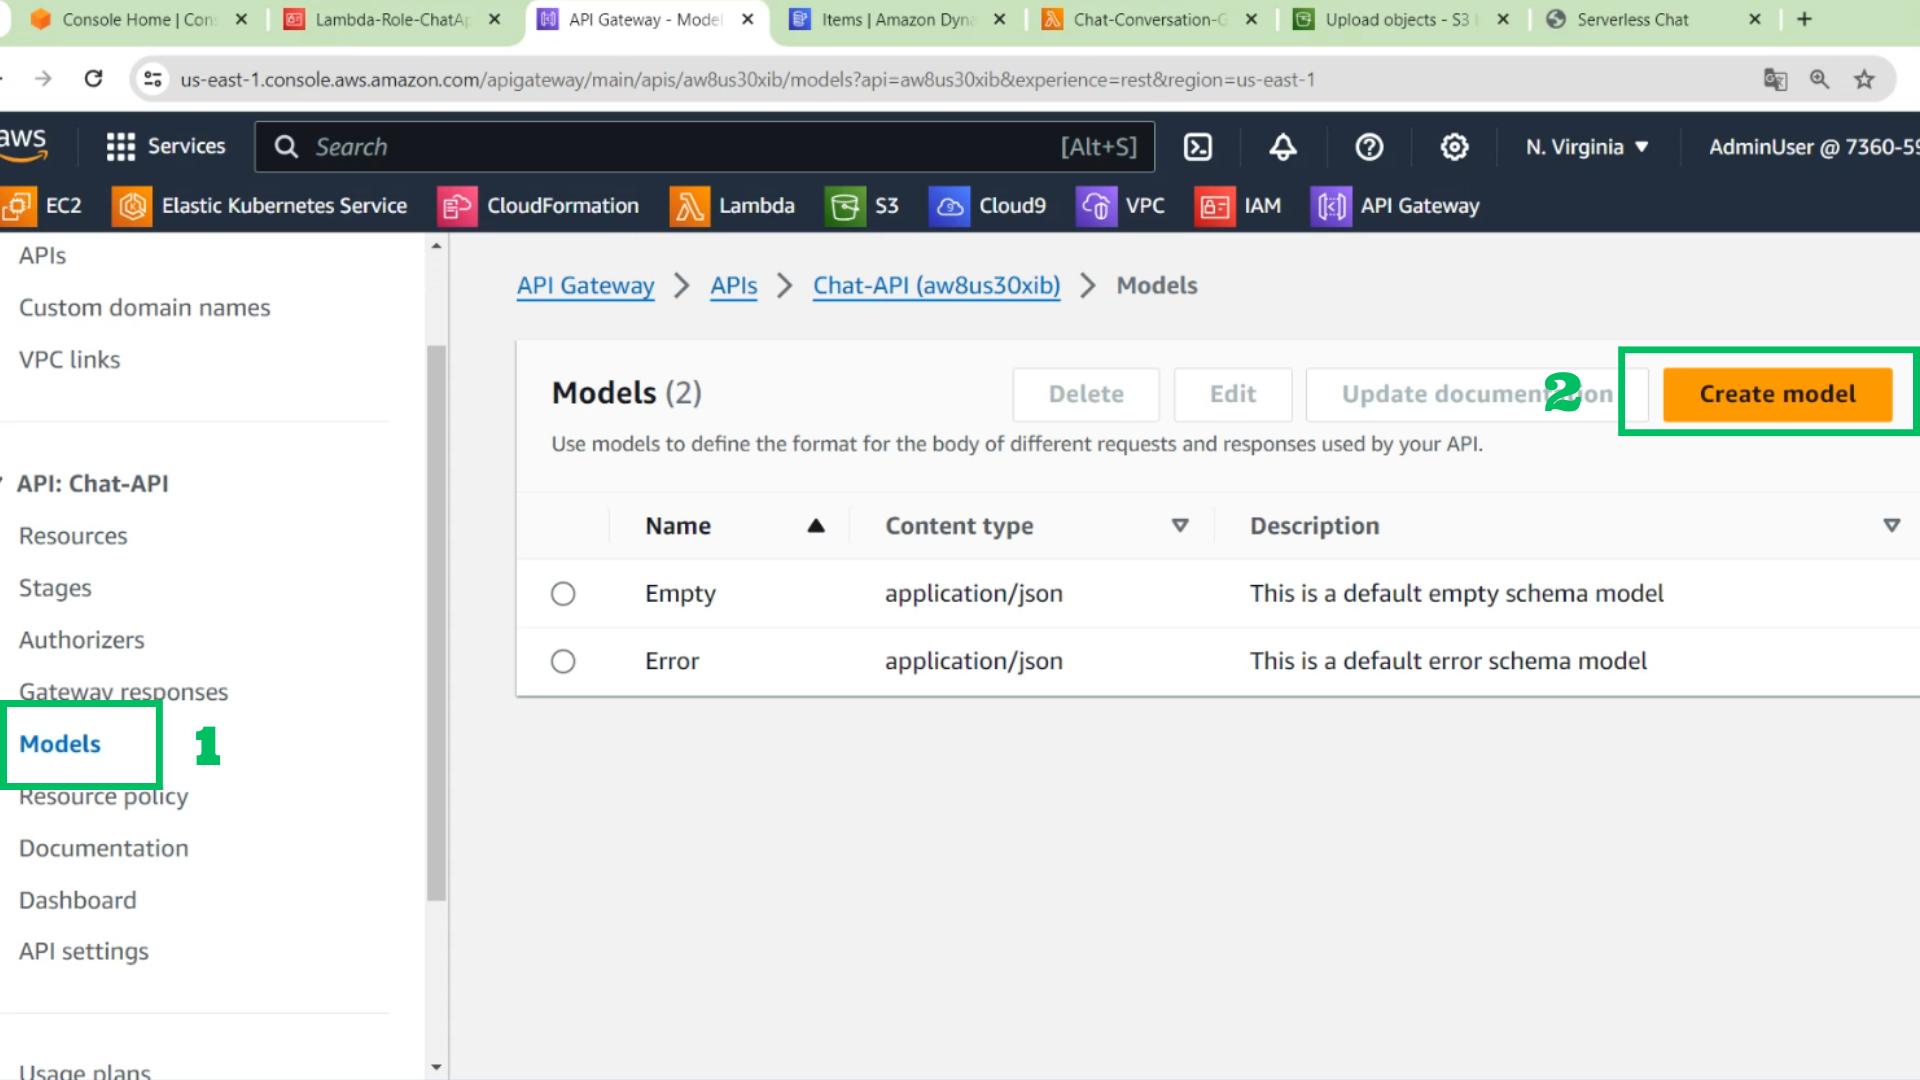 Console Home | Con
Lambda-Role-ChatAp
API Gateway - Model
Items | Amazon Dyna
Chat-Conversation-G
Upload objects - S3
Serverless Chat
us-east-1.console.aws.amazon.com/apigateway/main/apis/aw8us30xib/models?api=aw8us30xib&experience=rest&region=us-east-1
aws
Services
Search
[Alt+S]
N. Virginia
AdminUser @ 7360-59
EC2
Elastic Kubernetes Service
CloudFormation
Lambda
S3
Cloud9
VPC
IAM
API Gateway
APIs
Custom domain names
VPC links
API: Chat-API
Resources
Stages
Authorizers
Gateway responses
Models
1
Resource policy
Documentation
Dashboard
API settings
Usage plans
API Gateway > APIs > Chat-API (aw8us30xib) > Models
Models (2)
Delete
Edit
Update documentation
2
Create model
Use models to define the format for the body of different requests and responses used by your API.
Name Content type Description
Empty application/json This is a default empty schema model
Error application/json This is a default error schema model